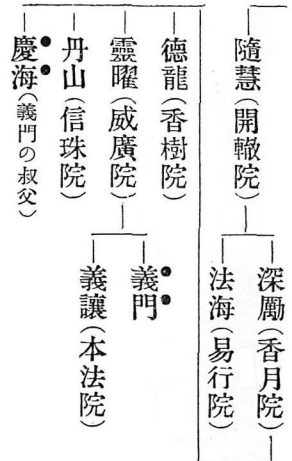 隨慧（開轍院）
深勵（香月院）
法海（易行院）
德龍（香樹院）
靈曜（威廣院）
義門
義讓（本法院）
丹山（信珠院）
慶海（義門の叔父）